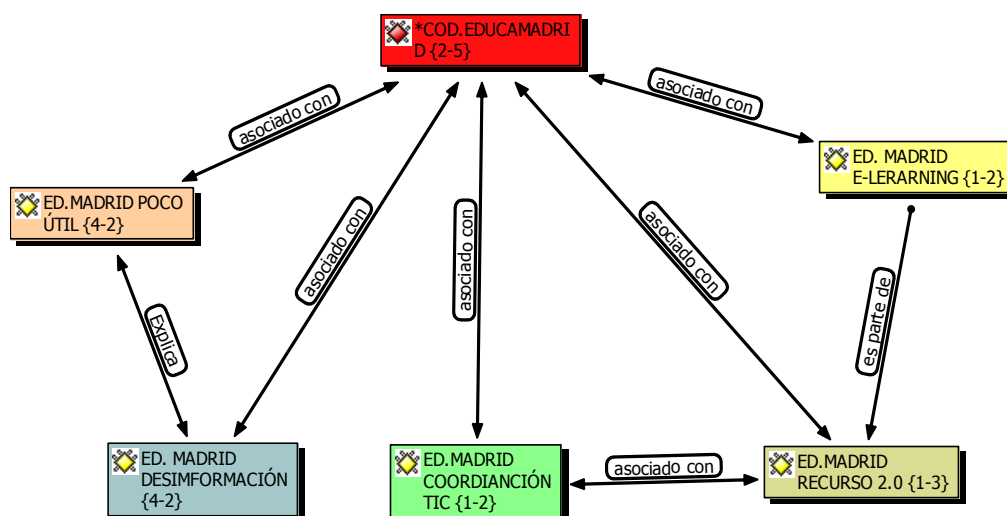 *COD.EDUCAMADRI
D {2-5}
asociado con
asociado con
ED. MADRID
E-LERARNING {1-2}
ED.MADRID POCO
ÚTIL {4-2}
asociado con
asociado con
asociado con
Explica
es parte de
ED. MADRID
DESIMFORMACIÓN
{4-2}
ED.MADRID
COORDIANCIÓN
TIC {1-2}
asociado con
ED.MADRID
RECURSO 2.0 {1-3}